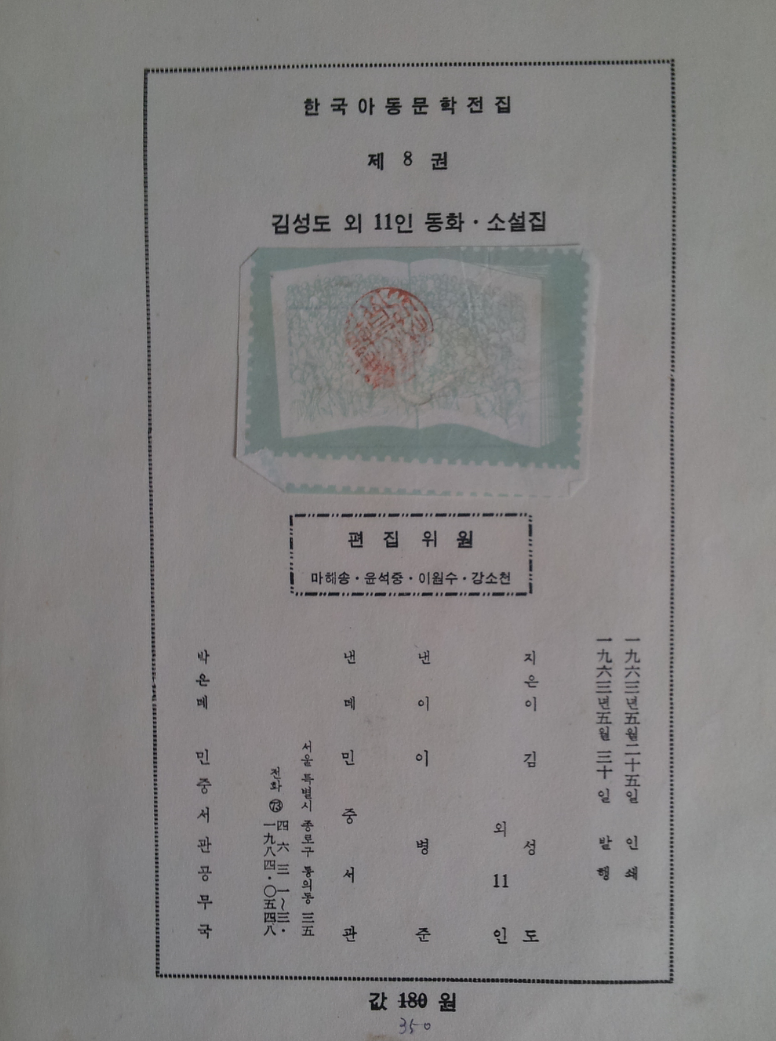 한국아동문학전집
제 8 권
김성도 외 11인 동화·소설집
편 집 위 원
마해송·윤석중·이원수·강소천
一九六三년五월二十五일 인쇄
一九六三년五월 三十일 발행
지은이 김성도
외 11인
낸이 이병준
낸메 민중서관
서울특별시 종로구 통의동 三五
전화 73 四六三一~三·
一九八四·〇五四八
박은메 민중서관공무국
값 180 원
350